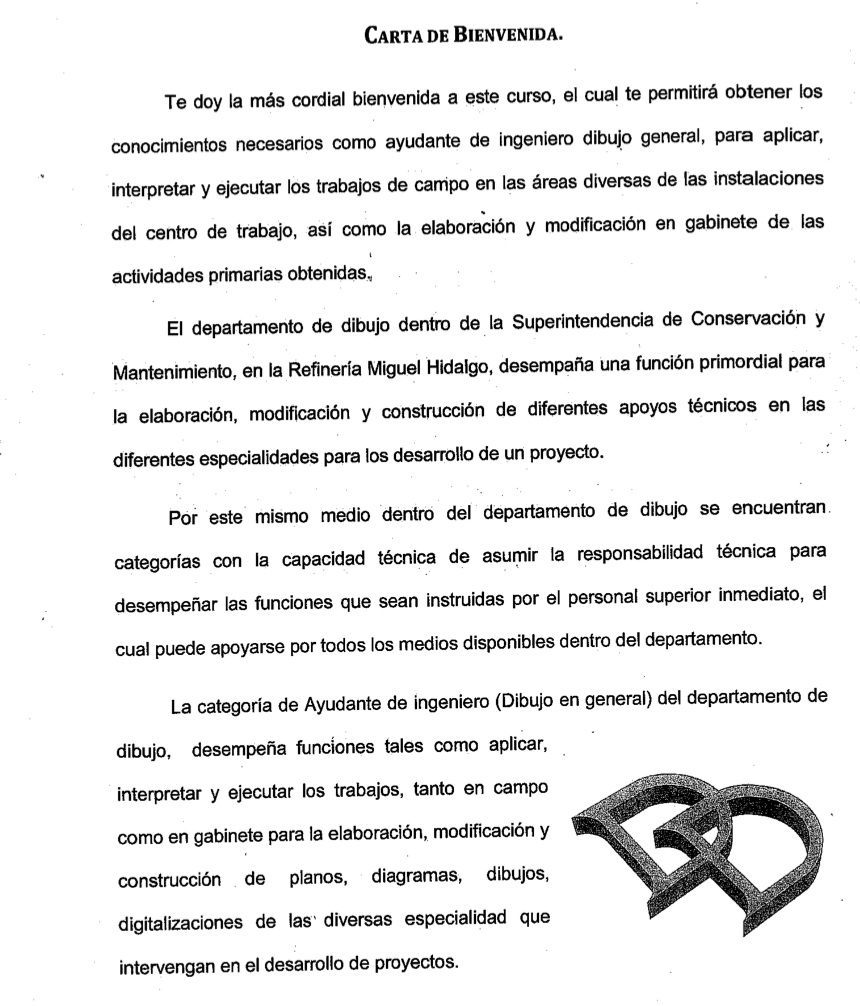 CARTA DE BIENVENIDA.
Te doy la más cordial bienvenida a este curso, el cual te permitirá obtener los
conocimientos necesarios como ayudante de ingeniero dibujo general, para aplicar,
interpretar y ejecutar los trabajos de campo en las áreas diversas de las instalaciones
del centro de trabajo, así como la elaboración y modificación en gabinete de las
actividades primarias obtenidas.
El departamento de dibujo dentro de la Superintendencia de Conservación y
Mantenimiento, en la Refinería Miguel Hidalgo, desempaña una función primordial para
la elaboración, modificación y construcción de diferentes apoyos técnicos en las
diferentes especialidades para los desarrollo de un proyecto.
Por este mismo medio dentro del departamento de dibujo se encuentran
categorías con la capacidad técnica de asumir la responsabilidad técnica para
desempeñar las funciones que sean instruidas por el personal superior inmediato, el
cual puede apoyarse por todos los medios disponibles dentro del departamento.
La categoría de Ayudante de ingeniero (Dibujo en general) del departamento de
dibujo, desempeña funciones tales como aplicar,
interpretar y ejecutar los trabajos, tanto en campo
como en gabinete para la elaboración, modificación y
construcción de planos, diagramas, dibujos,
digitalizaciones de las diversas especialidad que
intervengan en el desarrollo de proyectos.
DD